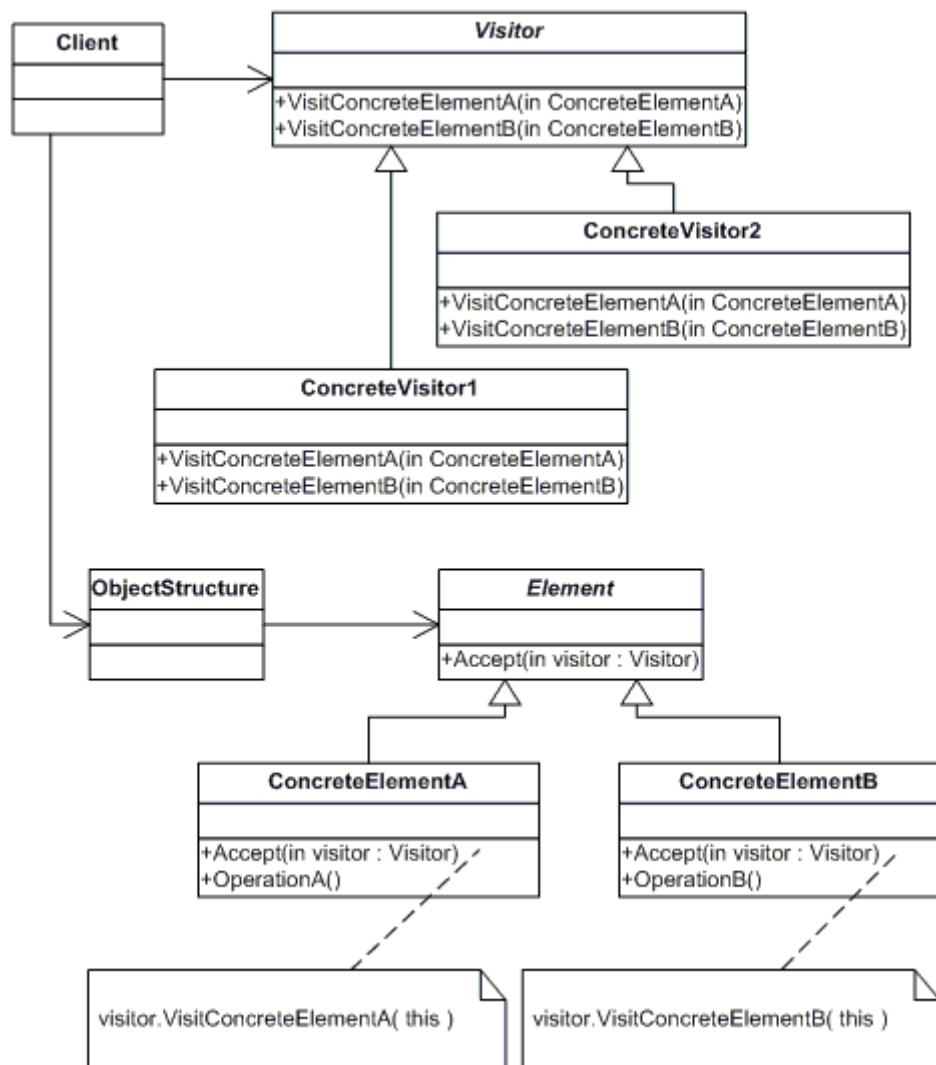 Client
Visitor
+VisitConcreteElementA(in ConcreteElementA)
+VisitConcreteElementB(in ConcreteElementB)
ConcreteVisitor2
+VisitConcreteElementA(in ConcreteElementA)
+VisitConcreteElementB(in ConcreteElementB)
ConcreteVisitor1
+VisitConcreteElementA(in ConcreteElementA)
+VisitConcreteElementB(in ConcreteElementB)
ObjectStructure
Element
+Accept(in visitor : Visitor)
ConcreteElementA
+Accept(in visitor : Visitor)
+OperationA()
ConcreteElementB
+Accept(in visitor : Visitor)
+OperationB()
visitor.VisitConcreteElementA( this )
visitor.VisitConcreteElementB( this )